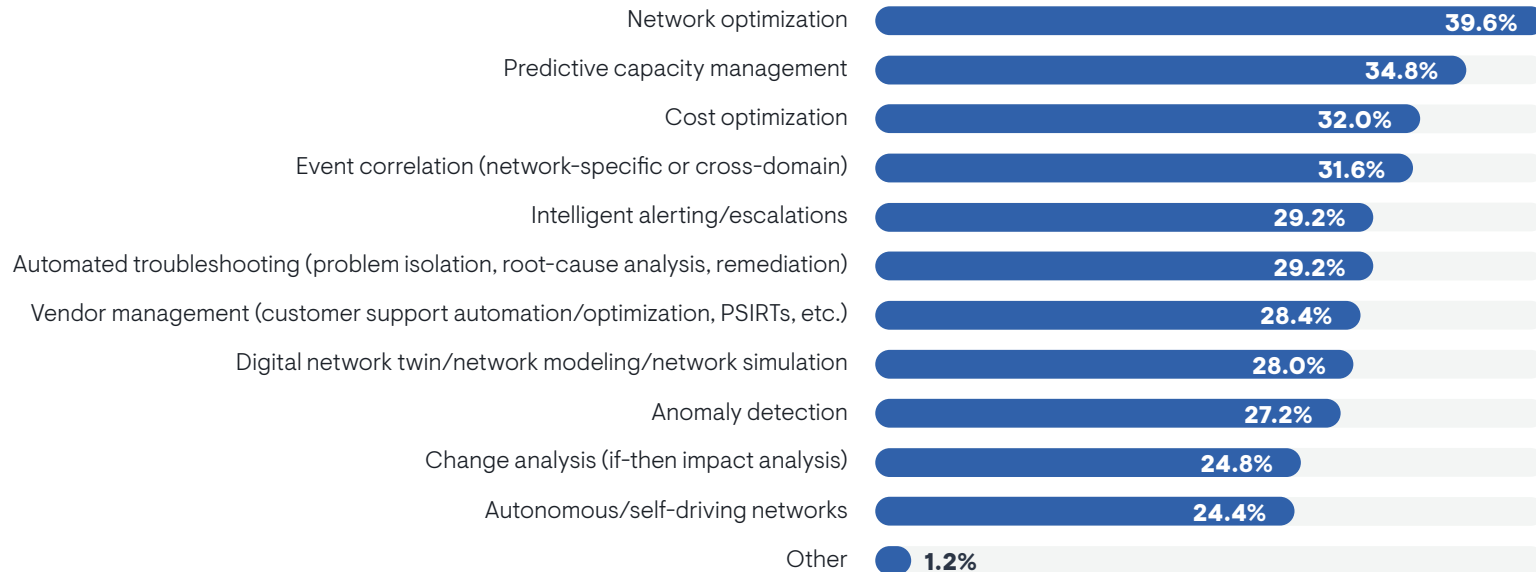 Network optimization 39.6%
Predictive capacity management 34.8%
Cost optimization 32.0%
Event correlation (network-specific or cross-domain) 31.6%
Intelligent alerting/escalations 29.2%
Automated troubleshooting (problem isolation, root-cause analysis, remediation) 29.2%
Vendor management (customer support automation/optimization, PSIRTs, etc.) 28.4%
Digital network twin/network modeling/network simulation 28.0%
Anomaly detection 27.2%
Change analysis (if-then impact analysis) 24.8%
Autonomous/self-driving networks 24.4%
Other 1.2%